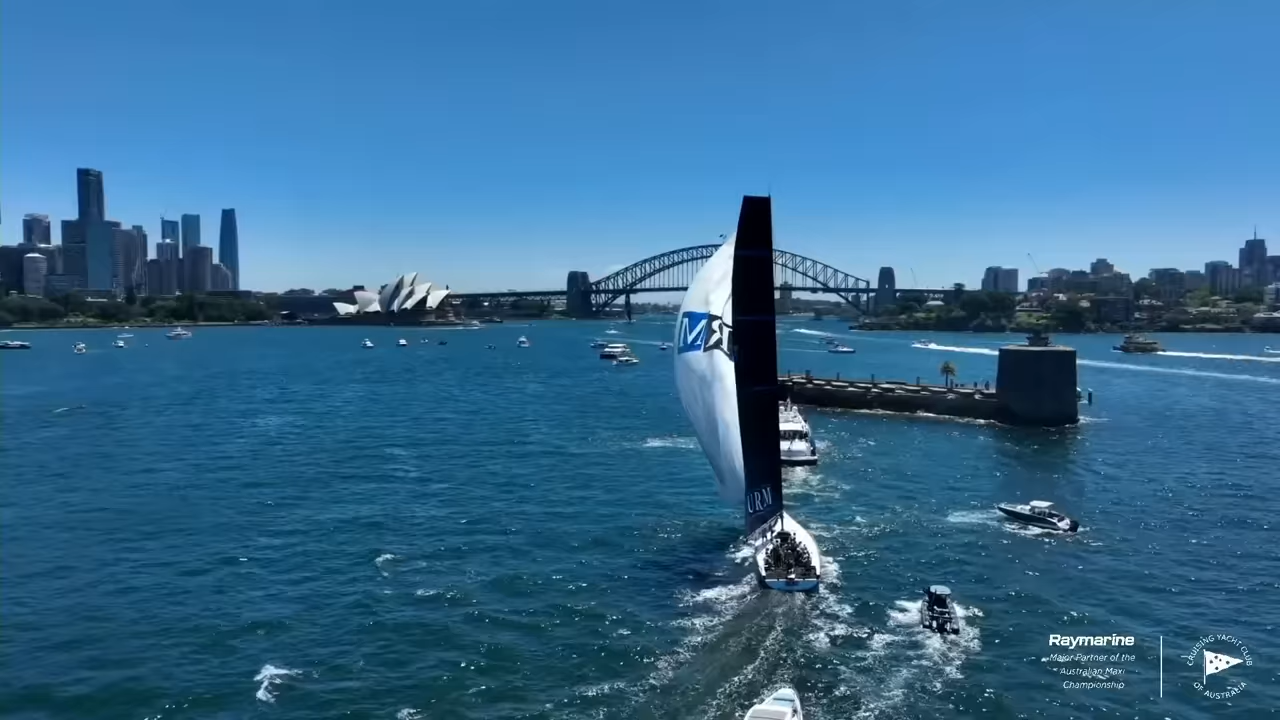 URM
Raymarine
Major Partner of the
Australian Maxi
Championship
CRUISING YACHT CLUB
OF AUSTRALIA